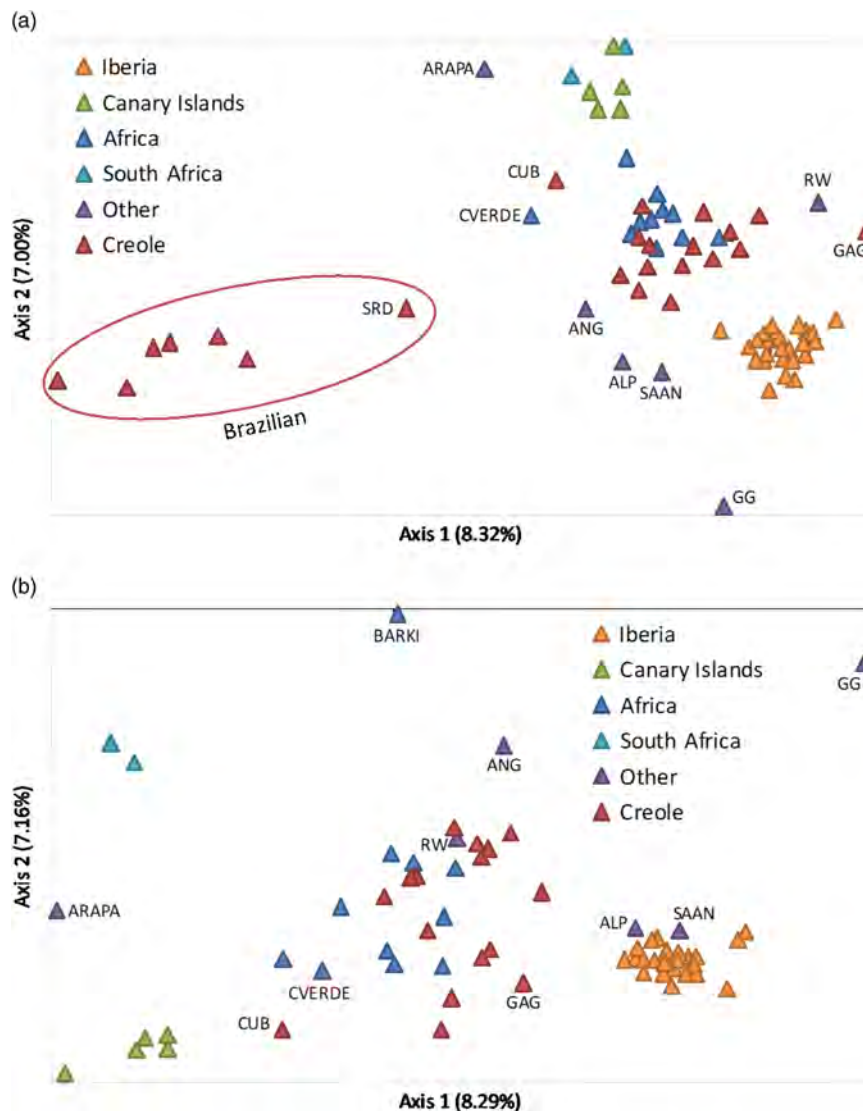 (a)
Iberia
Canary Islands
Africa
South Africa
Other
Creole
ARAPA
CUB
CVERDE
RW
GAG
SRD
ANG
ALP
SAAN
Brazilian
GG
Axis 2 (7.00%)
Axis 1 (8.32%)
(b)
BARKI
Iberia
Canary Islands
Africa
South Africa
Other
Creole
GG
ANG
RW
ARAPA
ALP
SAAN
CVERDE
GAG
CUB
Axis 2 (7.16%)
Axis 1 (8.29%)